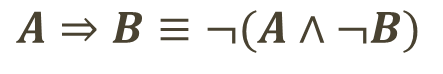 A ⇒ B ≡ ¬(A ∧ ¬B)